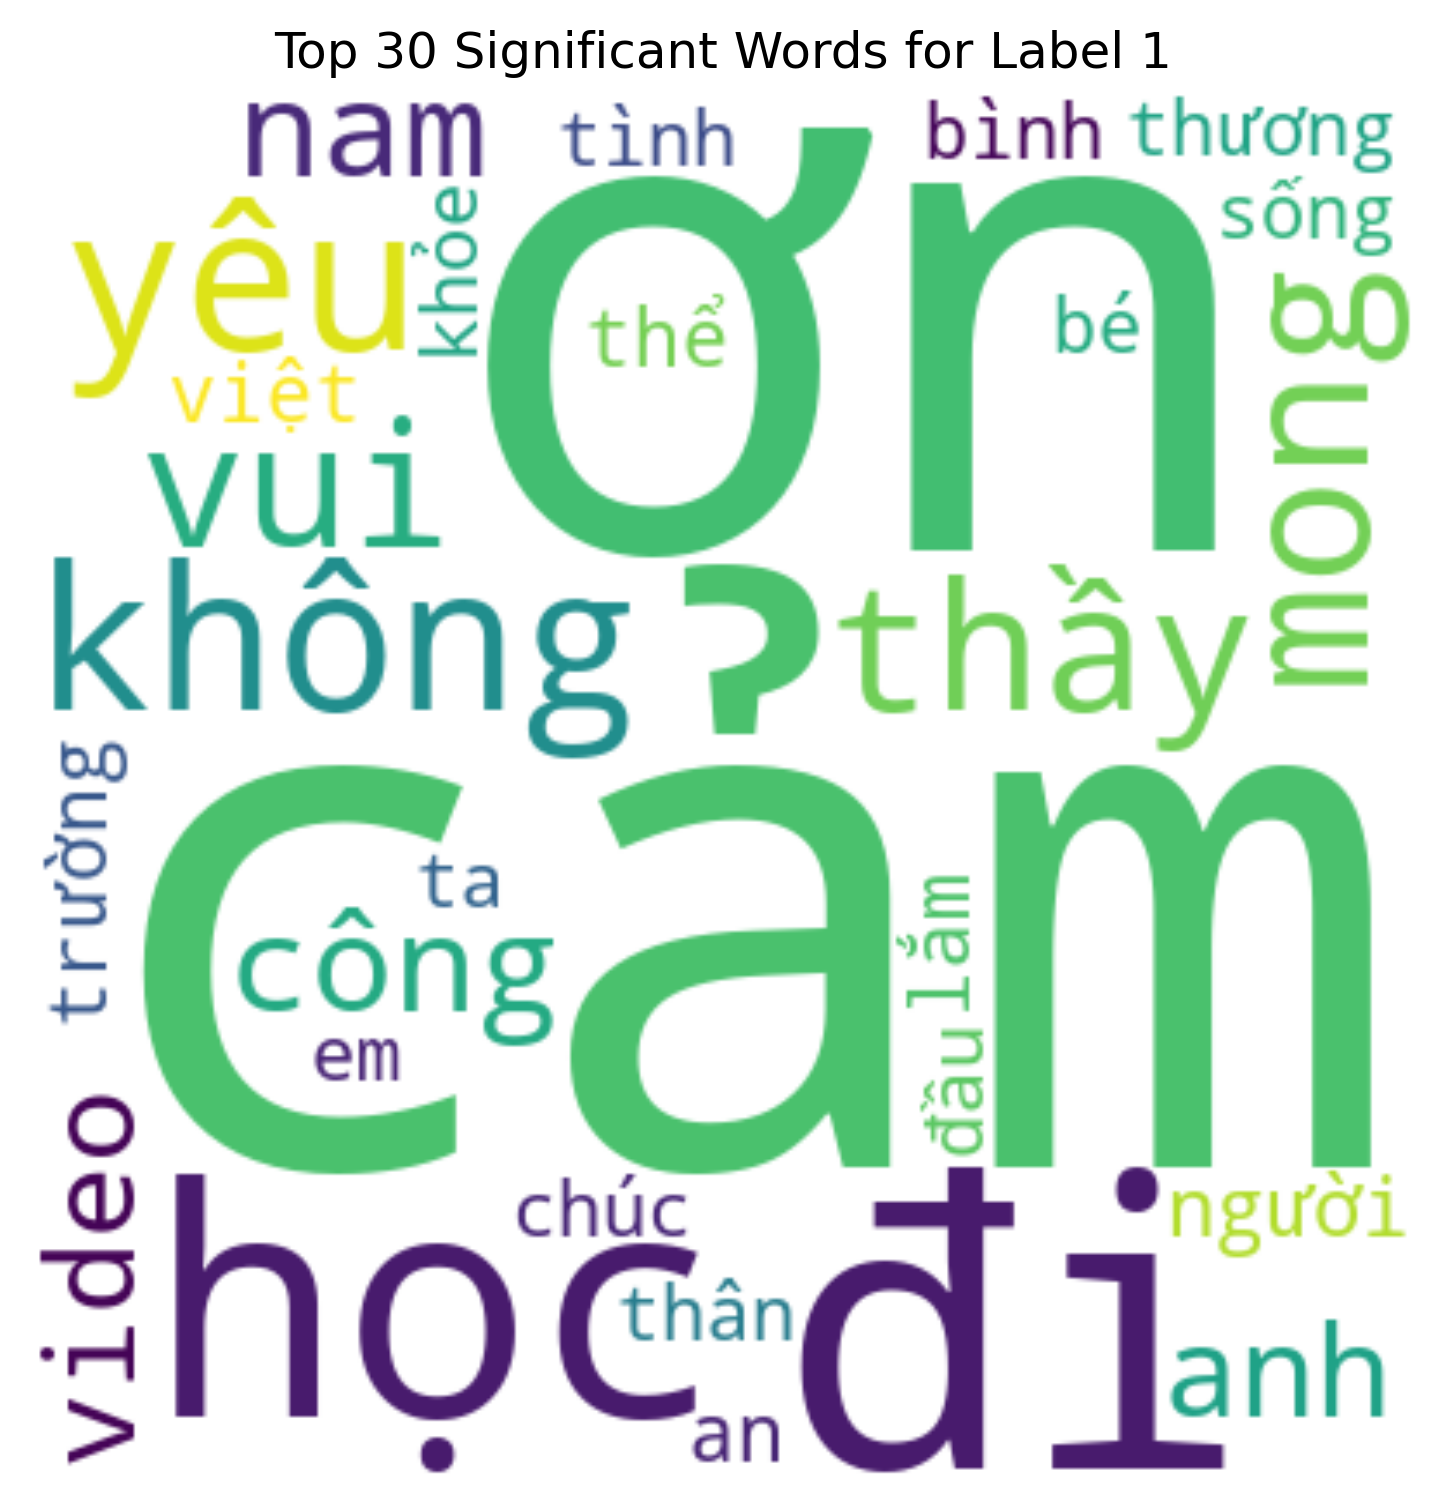 Top 30 Significant Words for Label 1
nam
tình
bình
thương
yêu
khỏe
ơn
sống
thể
bé
mong
việt
vui
không
thầy
trường
cảm
ta
công
lắm
em
đầu
video
học
chúc
đi
người
thân
anh
an